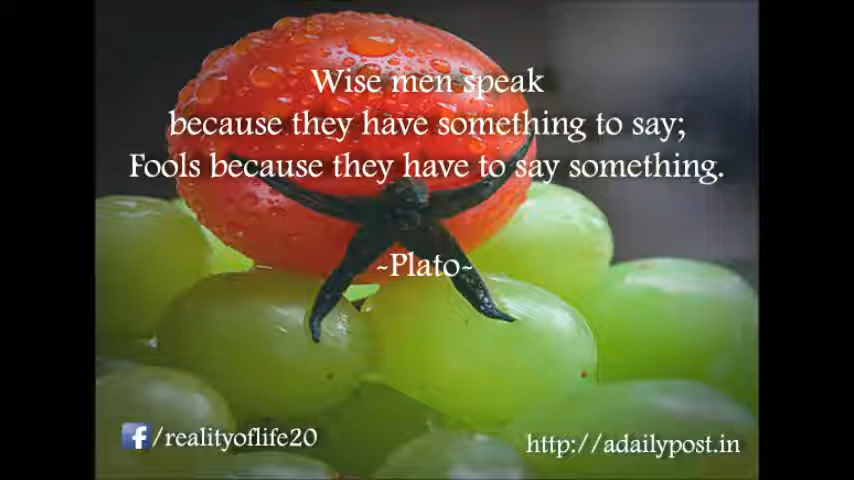 Wise men speak
because they have something to say;
Fools because they have to say something.
~Plato~
/realityoflife20
http://adailypost.in